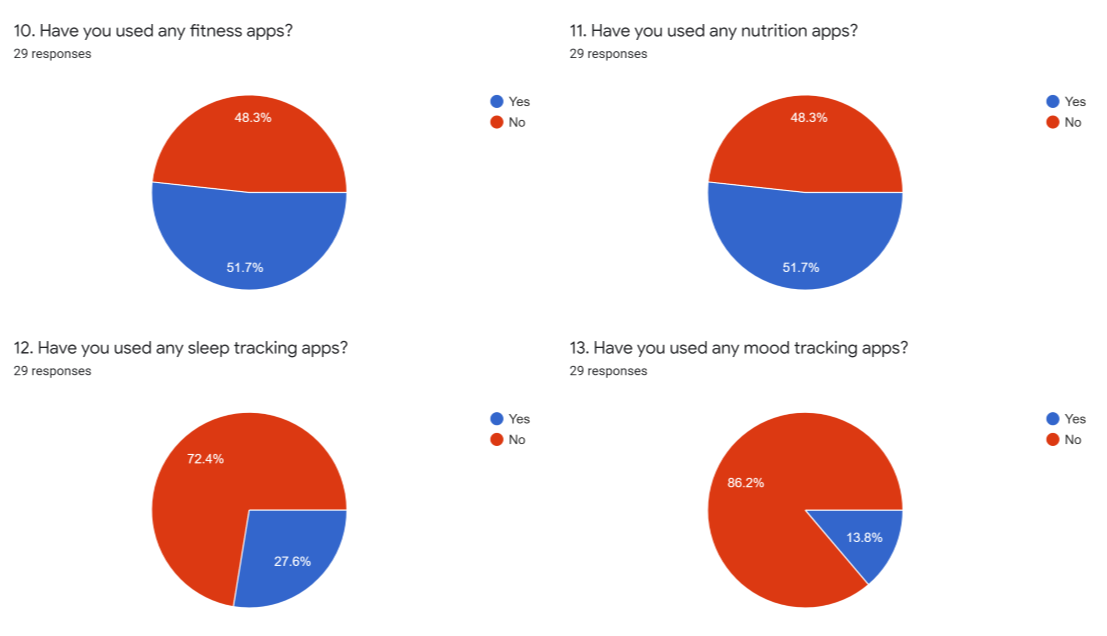 10. Have you used any fitness apps?
29 responses
Yes
No
48.3%
51.7%
11. Have you used any nutrition apps?
29 responses
Yes
No
48.3%
51.7%
12. Have you used any sleep tracking apps?
29 responses
Yes
No
72.4%
27.6%
13. Have you used any mood tracking apps?
29 responses
Yes
No
86.2%
13.8%